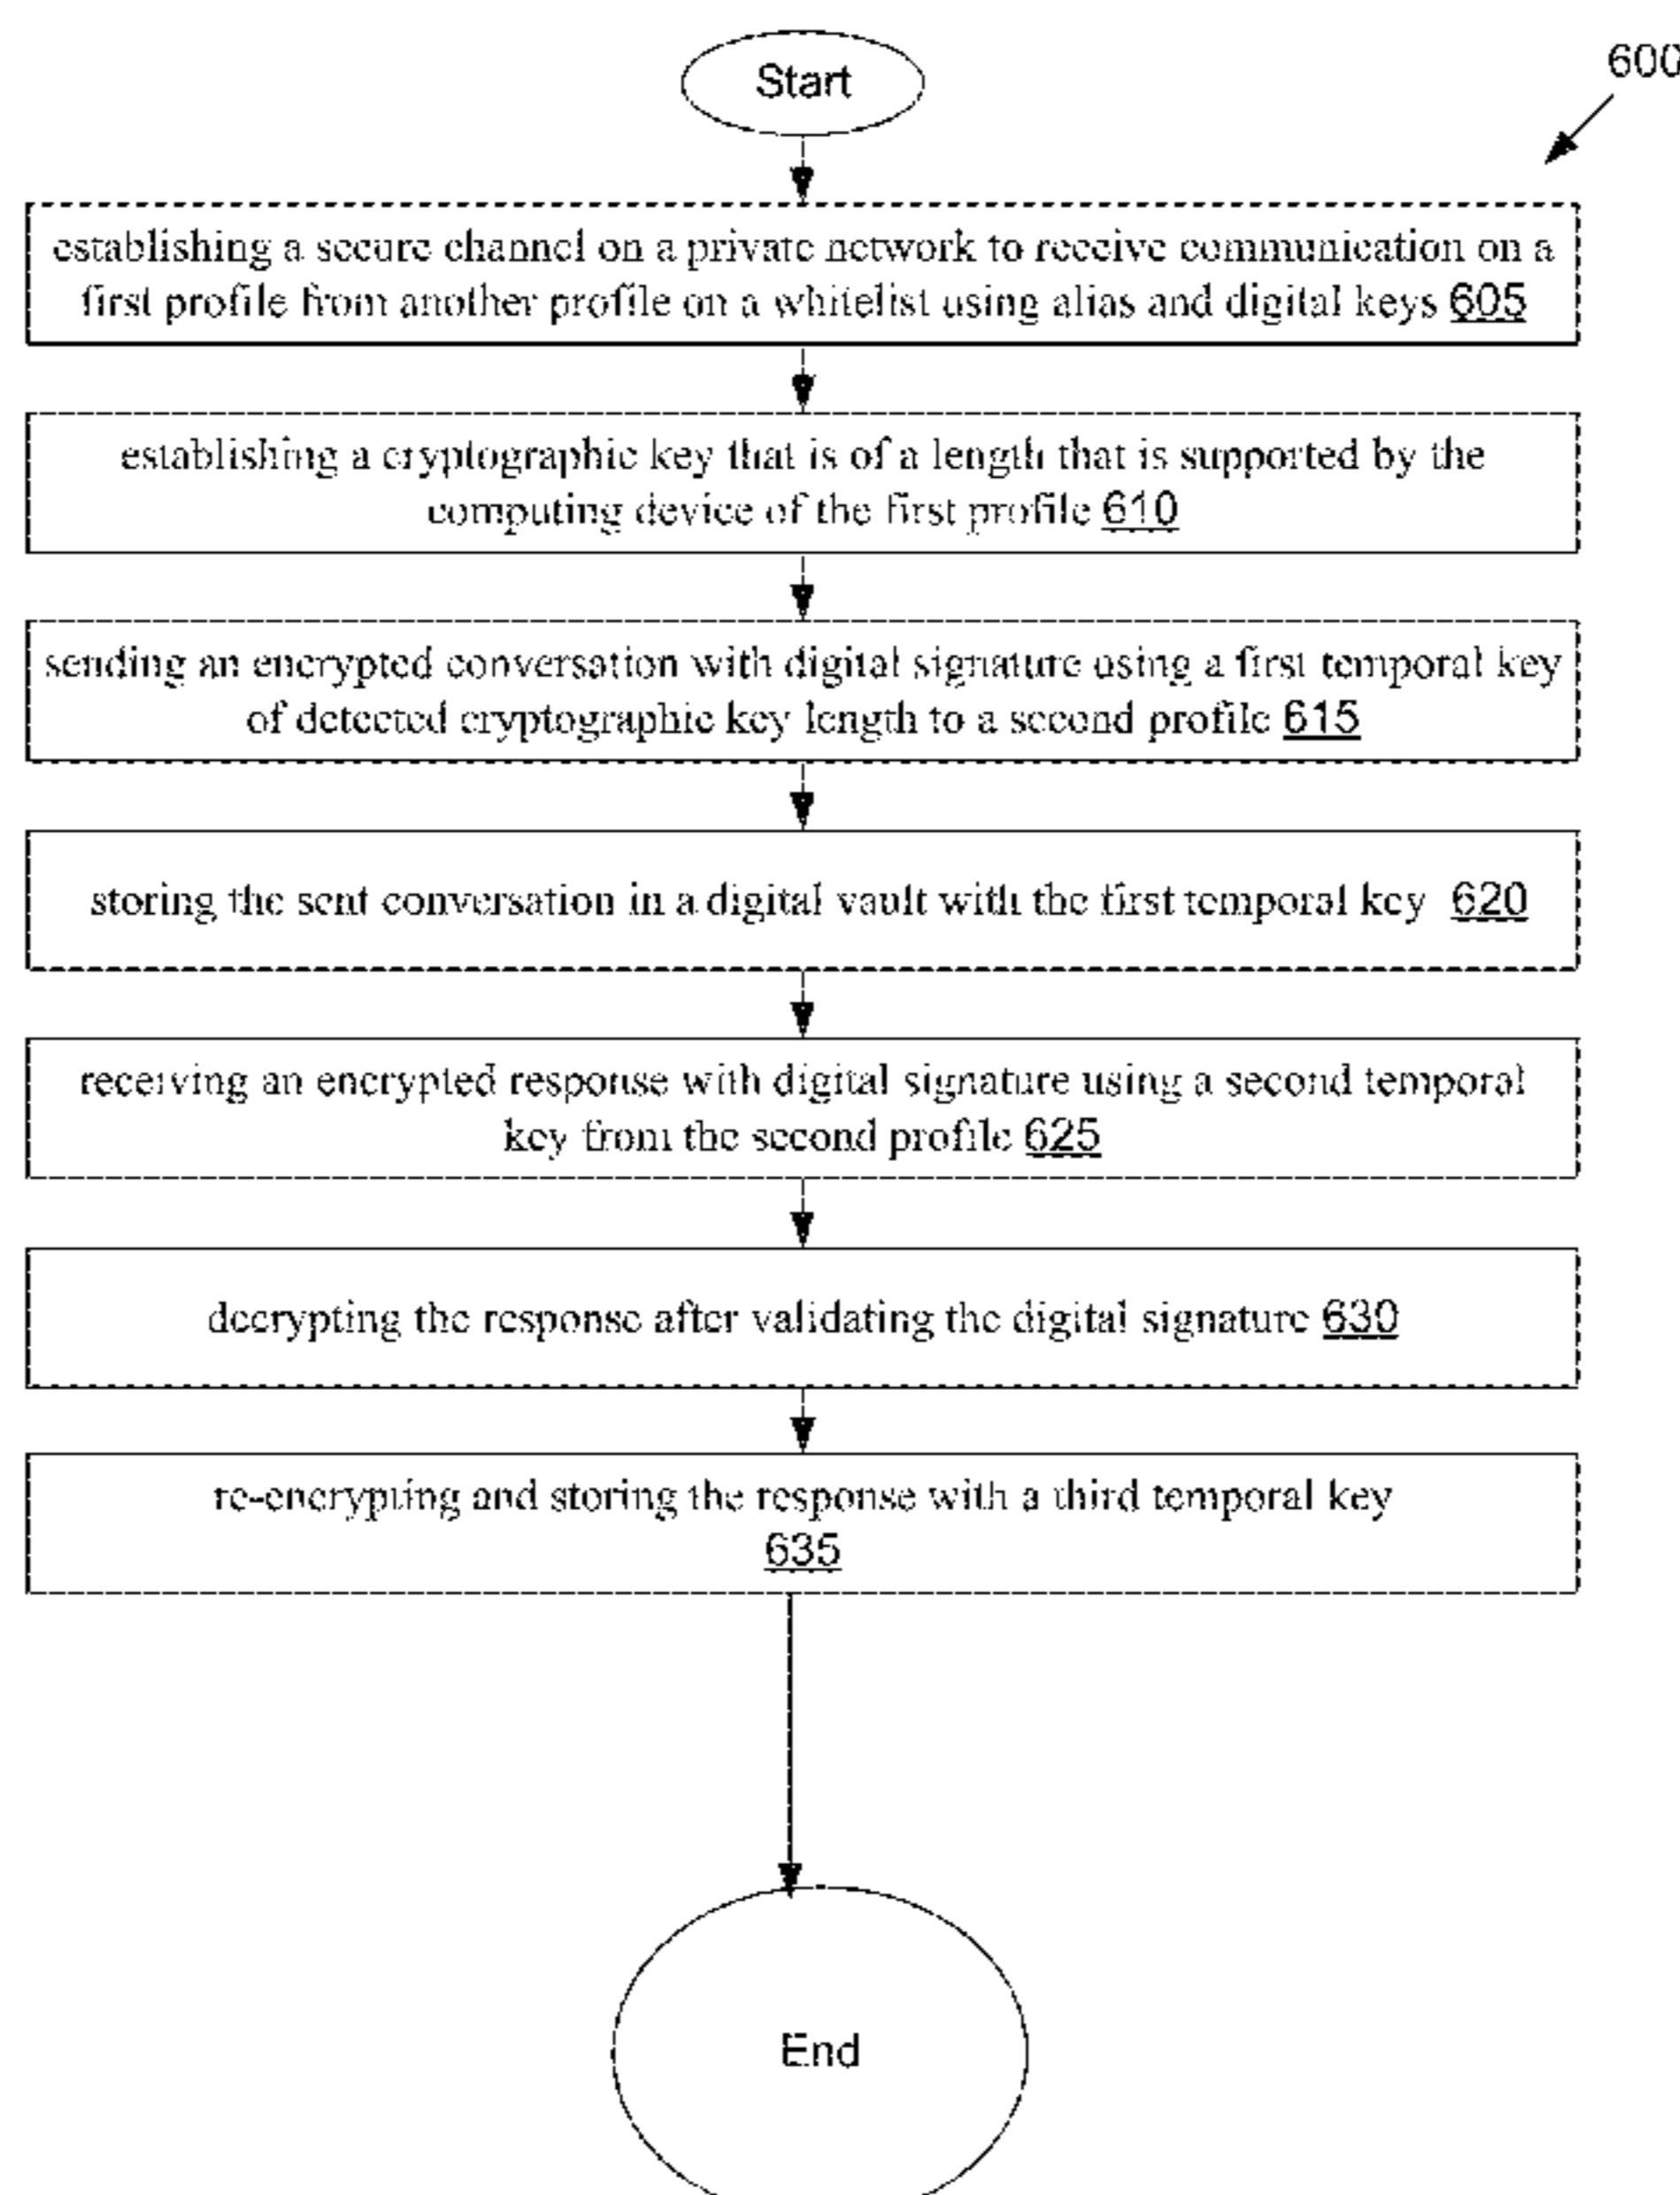 Start
600
establishing a secure channel on a private network to receive communication on a
first profile from another profile on a whitelist using alias and digital keys 605
establishing a cryptographic key that is of a length that is supported by the
computing device of the first profile 610
sending an encrypted conversation with digital signature using a first temporal key
of detected cryptographic key length to a second profile 615
storing the sent conversation in a digital vault with the first temporal key 620
receiving an encrypted response with digital signature using a second temporal
key from the second profile 625
decrypting the response after validating the digital signature 630
re-encrypting and storing the response with a third temporal key
635
End